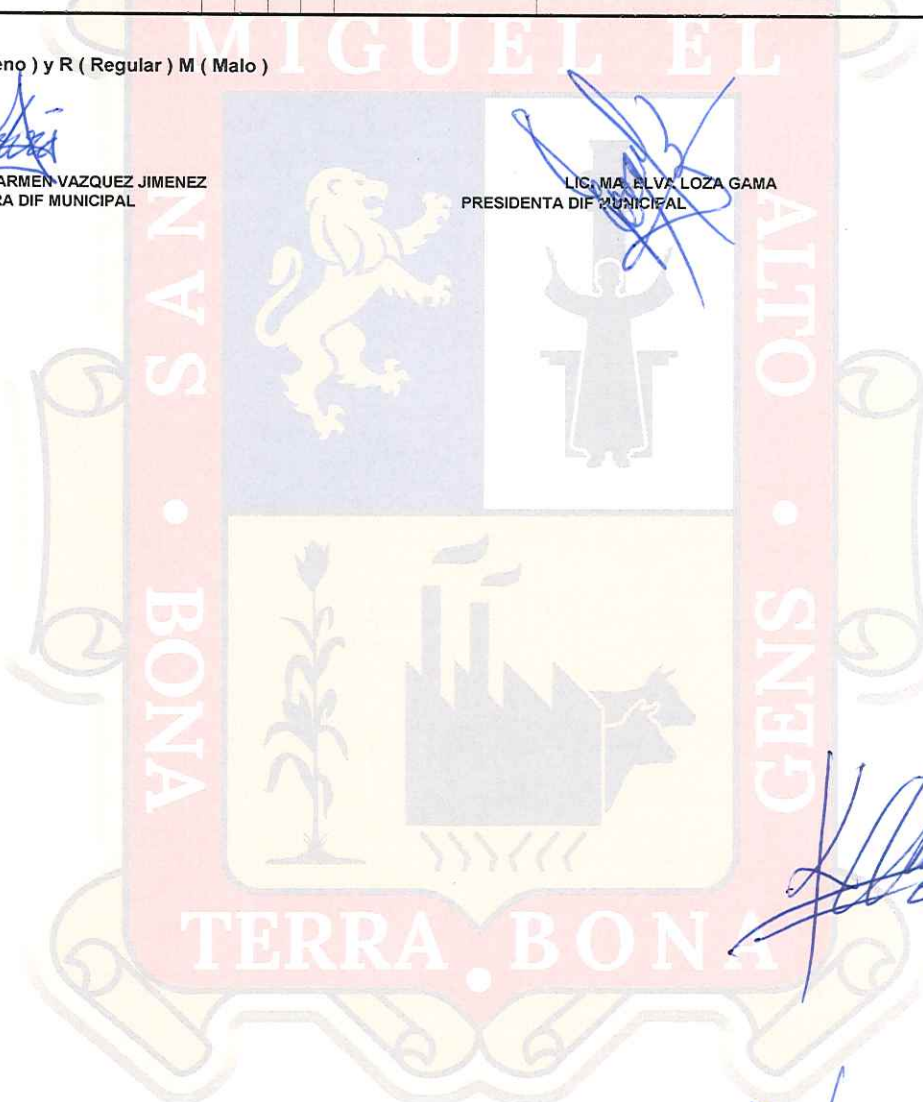 MIGUEL EL
eno ) y R ( Regular ) M ( Malo )
ARMEN VAZQUEZ JIMENEZ
RA DIF MUNICIPAL
LIC. MA. ELVA LOZA GAMA
PRESIDENTA DIF MUNICIPAL
SAN
ALTO
BONA
GENS
TERRA BONA